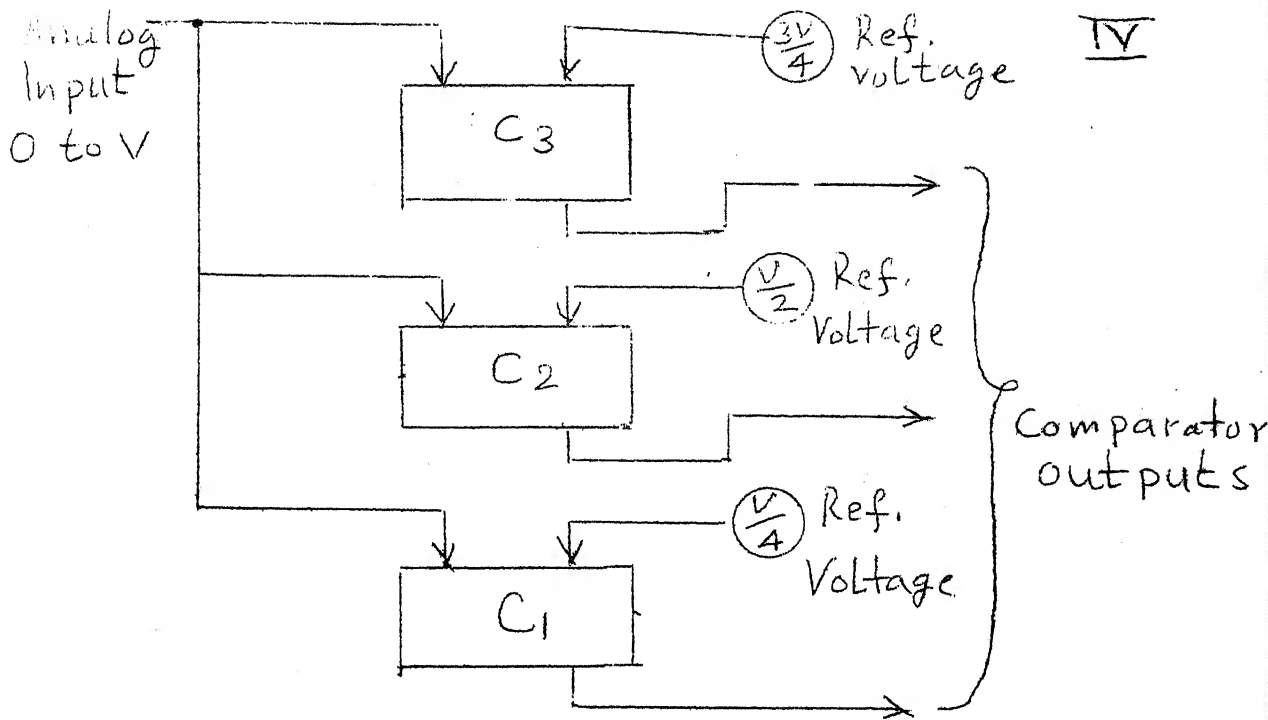 Analog
Input
0 to V
3V/4 Ref.
voltage
IV
C3
V/2 Ref.
Voltage
C2
Comparator
outputs
V/4 Ref.
Voltage
C1